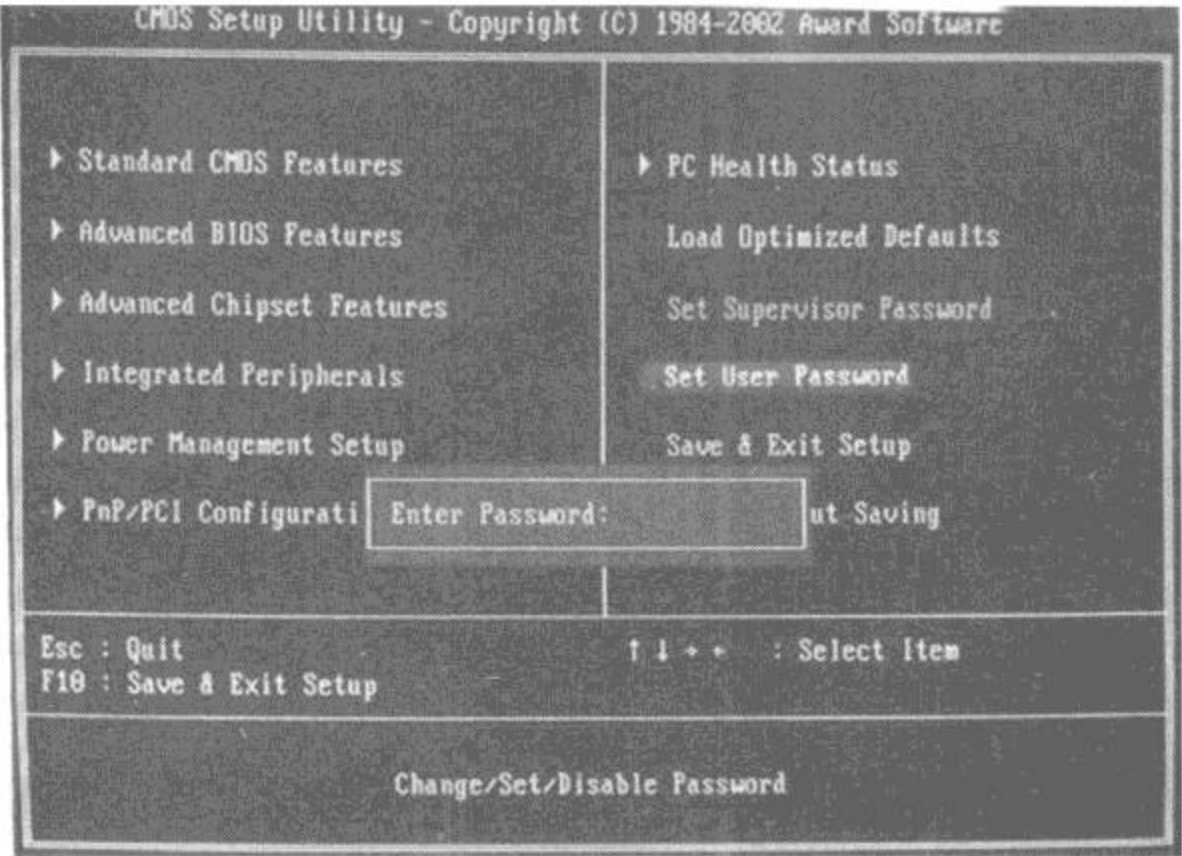 CMOS Setup Utility - Copyright (C) 1984-2002 Award Software
▶ Standard CMOS Features
▶ Advanced BIOS Features
▶ Advanced Chipset Features
▶ Integrated Peripherals
▶ Power Management Setup
▶ PnP/PCI Configurati
▶ PC Health Status
Load Optimized Defaults
Set Supervisor Password
Set User Password
Save & Exit Setup
ut Saving
Enter Password:
Esc : Quit
F10 : Save & Exit Setup
↑ ↓ → ← : Select Item
Change/Set/Disable Password